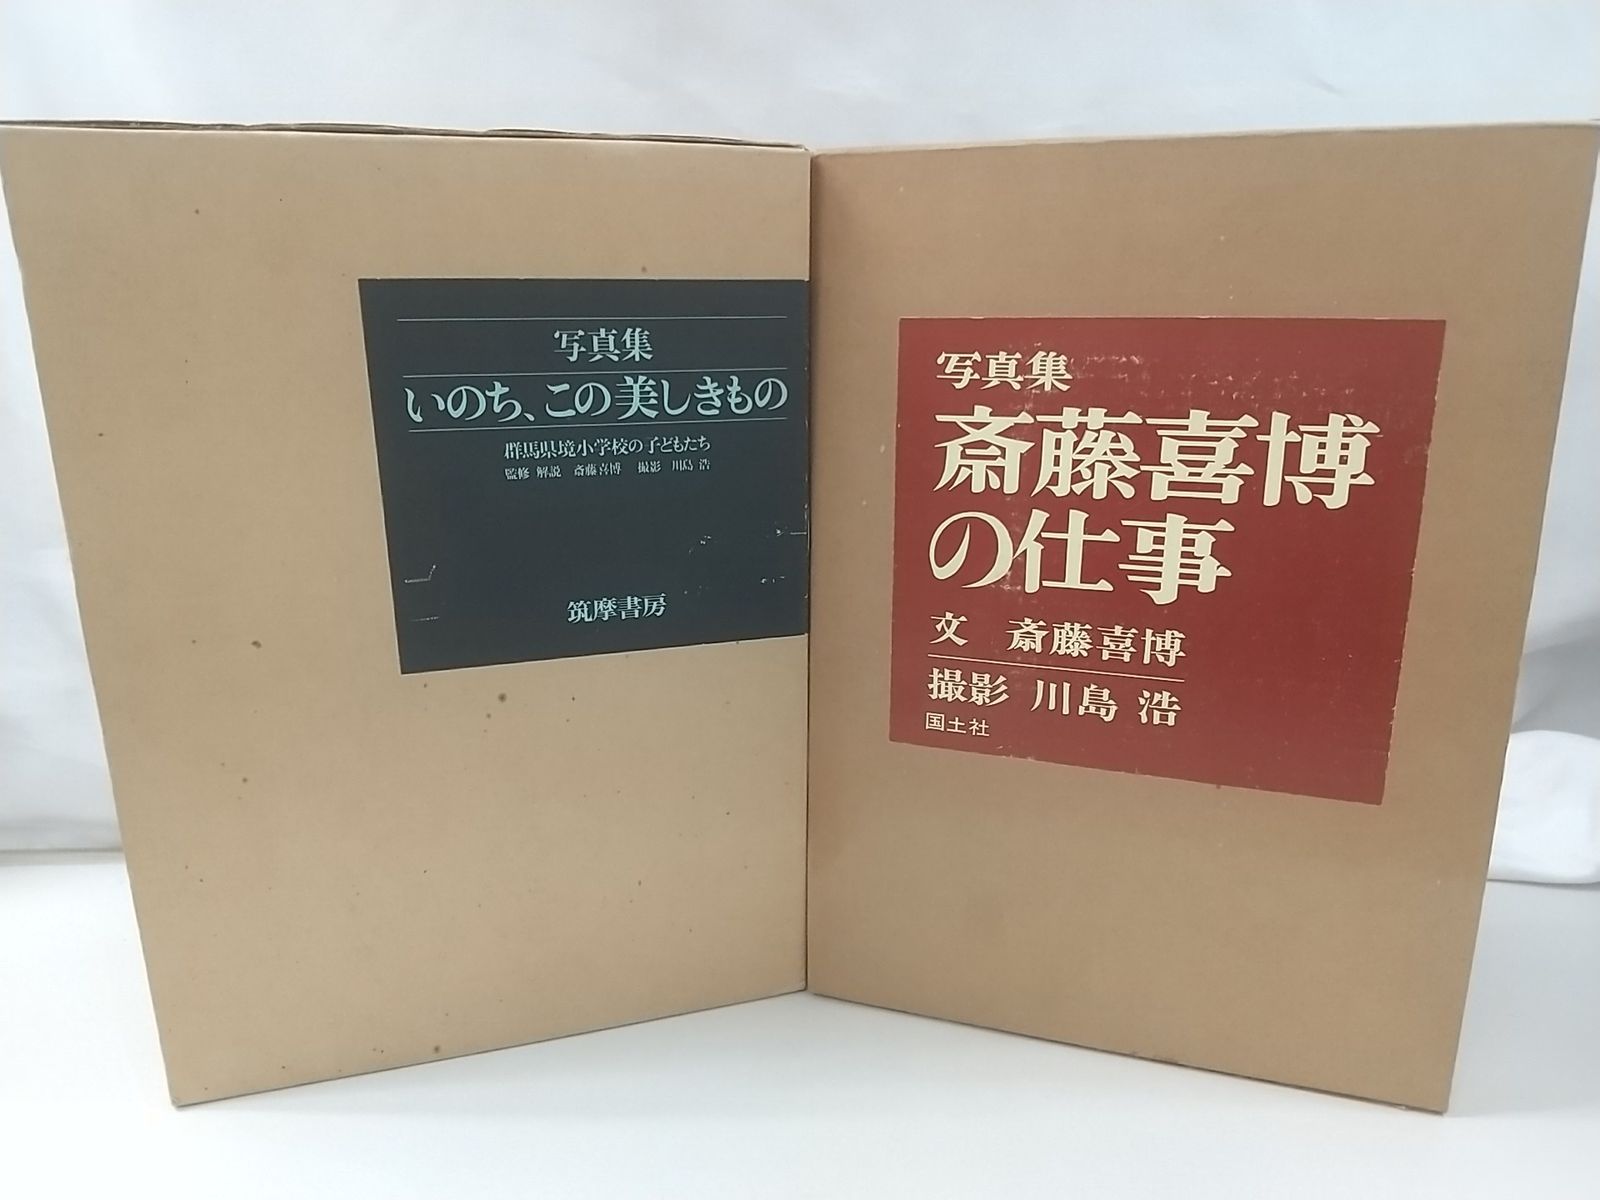 写真集
いのち、この美しきもの
群馬県境小学校の子どもたち
監修 解説 斎藤喜博 撮影 川島 浩
筑摩書房
写真集
斎藤喜博
の仕事
文 斎藤喜博
撮影 川島 浩
国土社